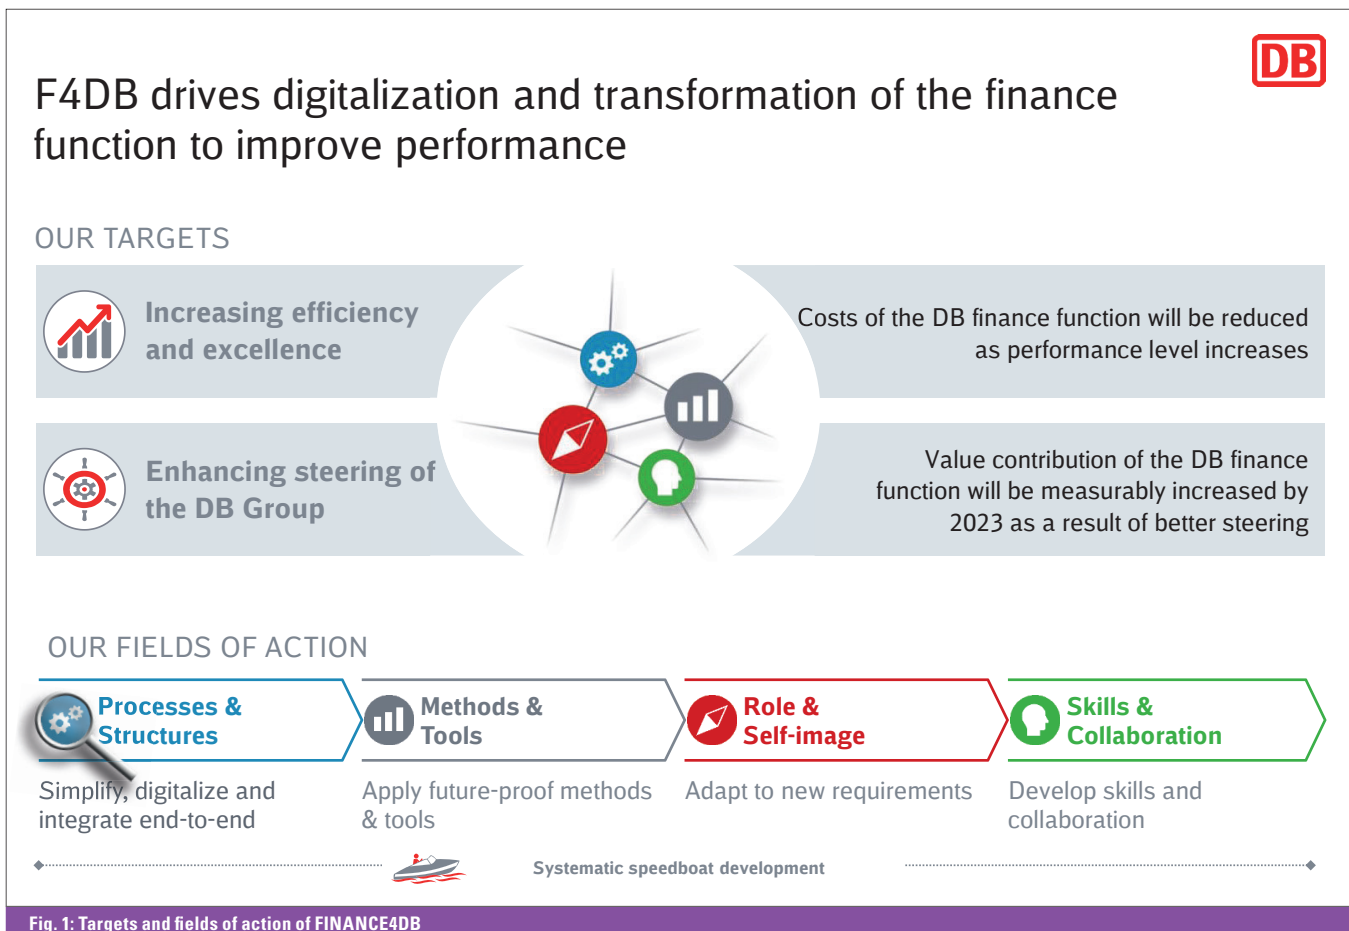 DB
F4DB drives digitalization and transformation of the finance
function to improve performance
OUR TARGETS
Increasing efficiency
and excellence
Costs of the DB finance function will be reduced
as performance level increases
Enhancing steering of
the DB Group
Value contribution of the DB finance
function will be measurably increased by
2023 as a result of better steering
OUR FIELDS OF ACTION
Processes &
Structures
Simplify, digitalize and
integrate end-to-end
Methods &
Tools
Apply future-proof methods
& tools
Role &
Self-image
Adapt to new requirements
Skills &
Collaboration
Develop skills and
collaboration
Systematic speedboat development
Fig. 1: Targets and fields of action of FINANCE4DB